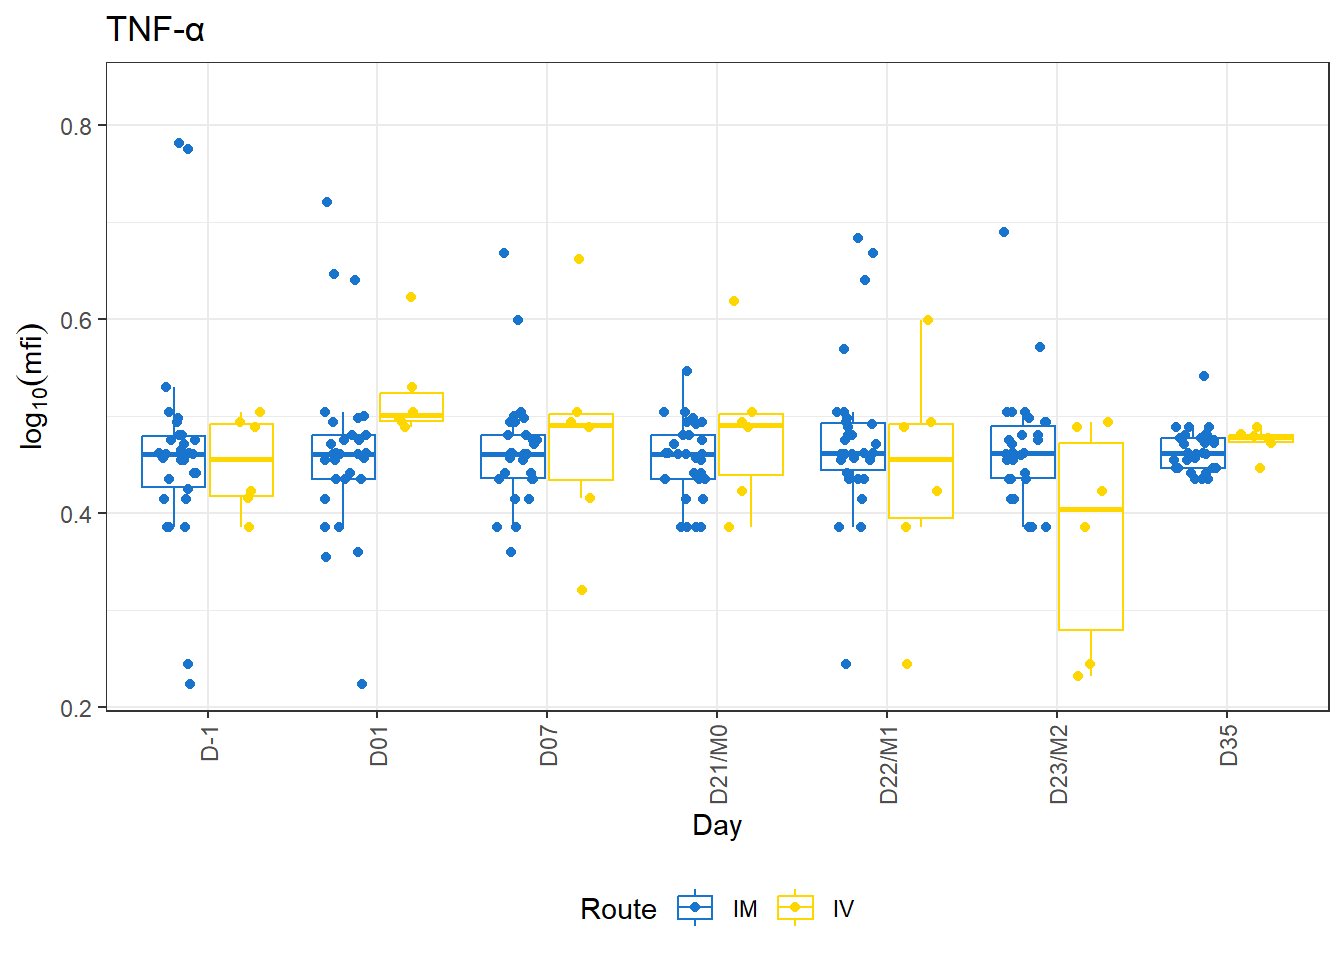 TNF-α
log10(mfi)
0.8
0.6
0.4
0.2
D-1
D01
D07
D21/M0
D22/M1
D23/M2
D35
Day
Route IM IV